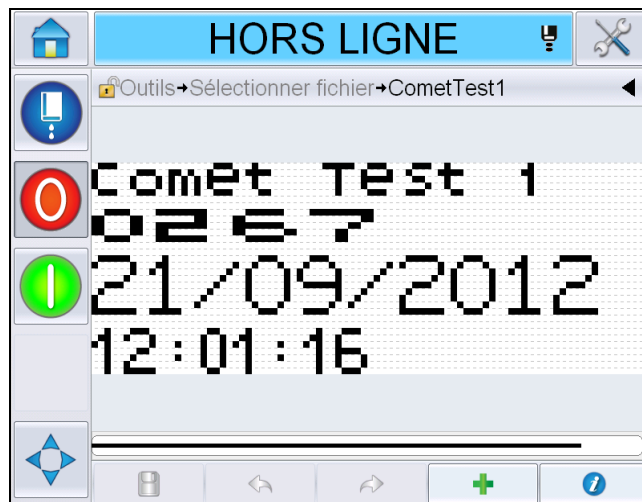 HORS LIGNE
Outils→Sélectionner fichier→CometTest1
Comet Test 1
0267
21/09/2012
12:01:16